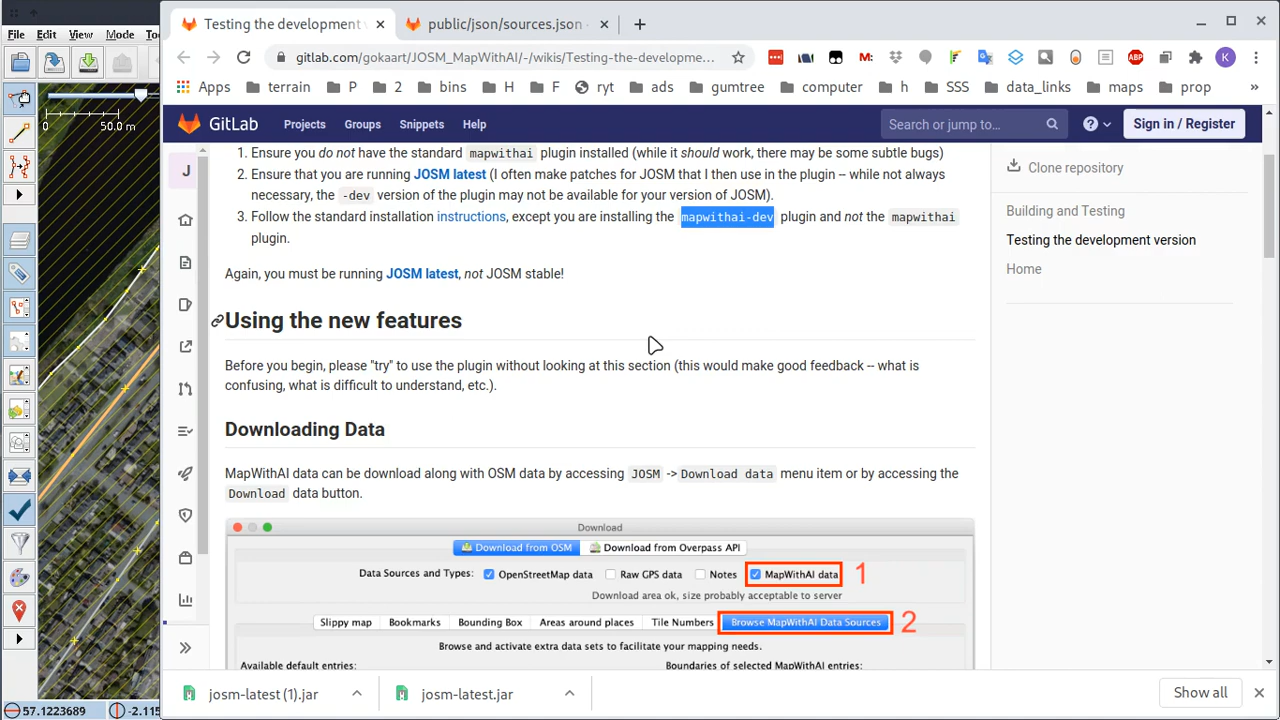 File Edit View Mode To
50.0 m
57.1223689
-2.115
Testing the development v
public/json/sources.json -
gitlab.com/gokaart/JOSM_MapWithAI/-/wikis/Testing-the-developme...
Apps terrain P 2 bins H F ryt ads gumtree computer h SSS data_links maps prop »
GitLab Projects Groups Snippets Help Search or jump to... Sign in / Register
J
1. Ensure you do not have the standard mapwithai plugin installed (while it should work, there may be some subtle bugs)
2. Ensure that you are running JOSM latest (I often make patches for JOSM that I then use in the plugin -- while not always
necessary, the -dev version of the plugin may not be available for your version of JOSM).
3. Follow the standard installation instructions, except you are installing the mapwithai-dev plugin and not the mapwithai
plugin.
Again, you must be running JOSM latest, not JOSM stable!
Using the new features
Before you begin, please "try" to use the plugin without looking at this section (this would make good feedback -- what is
confusing, what is difficult to understand, etc.).
Downloading Data
MapWithAI data can be download along with OSM data by accessing JOSM -> Download data menu item or by accessing the
Download data button.
Download
Download from OSM Download from Overpass API
Data Sources and Types: OpenStreetMap data Raw GPS data Notes MapWithAI data 1
Download area ok, size probably acceptable to server
Slippy map Bookmarks Bounding Box Areas around places Tile Numbers Browse MapWithAI Data Sources 2
Browse and activate extra data sets to facilitate your mapping needs.
Available default entries: Boundaries of selected MapWithAI entries:
Clone repository
Building and Testing
Testing the development version
Home
josm-latest (1).jar
josm-latest.jar
Show all